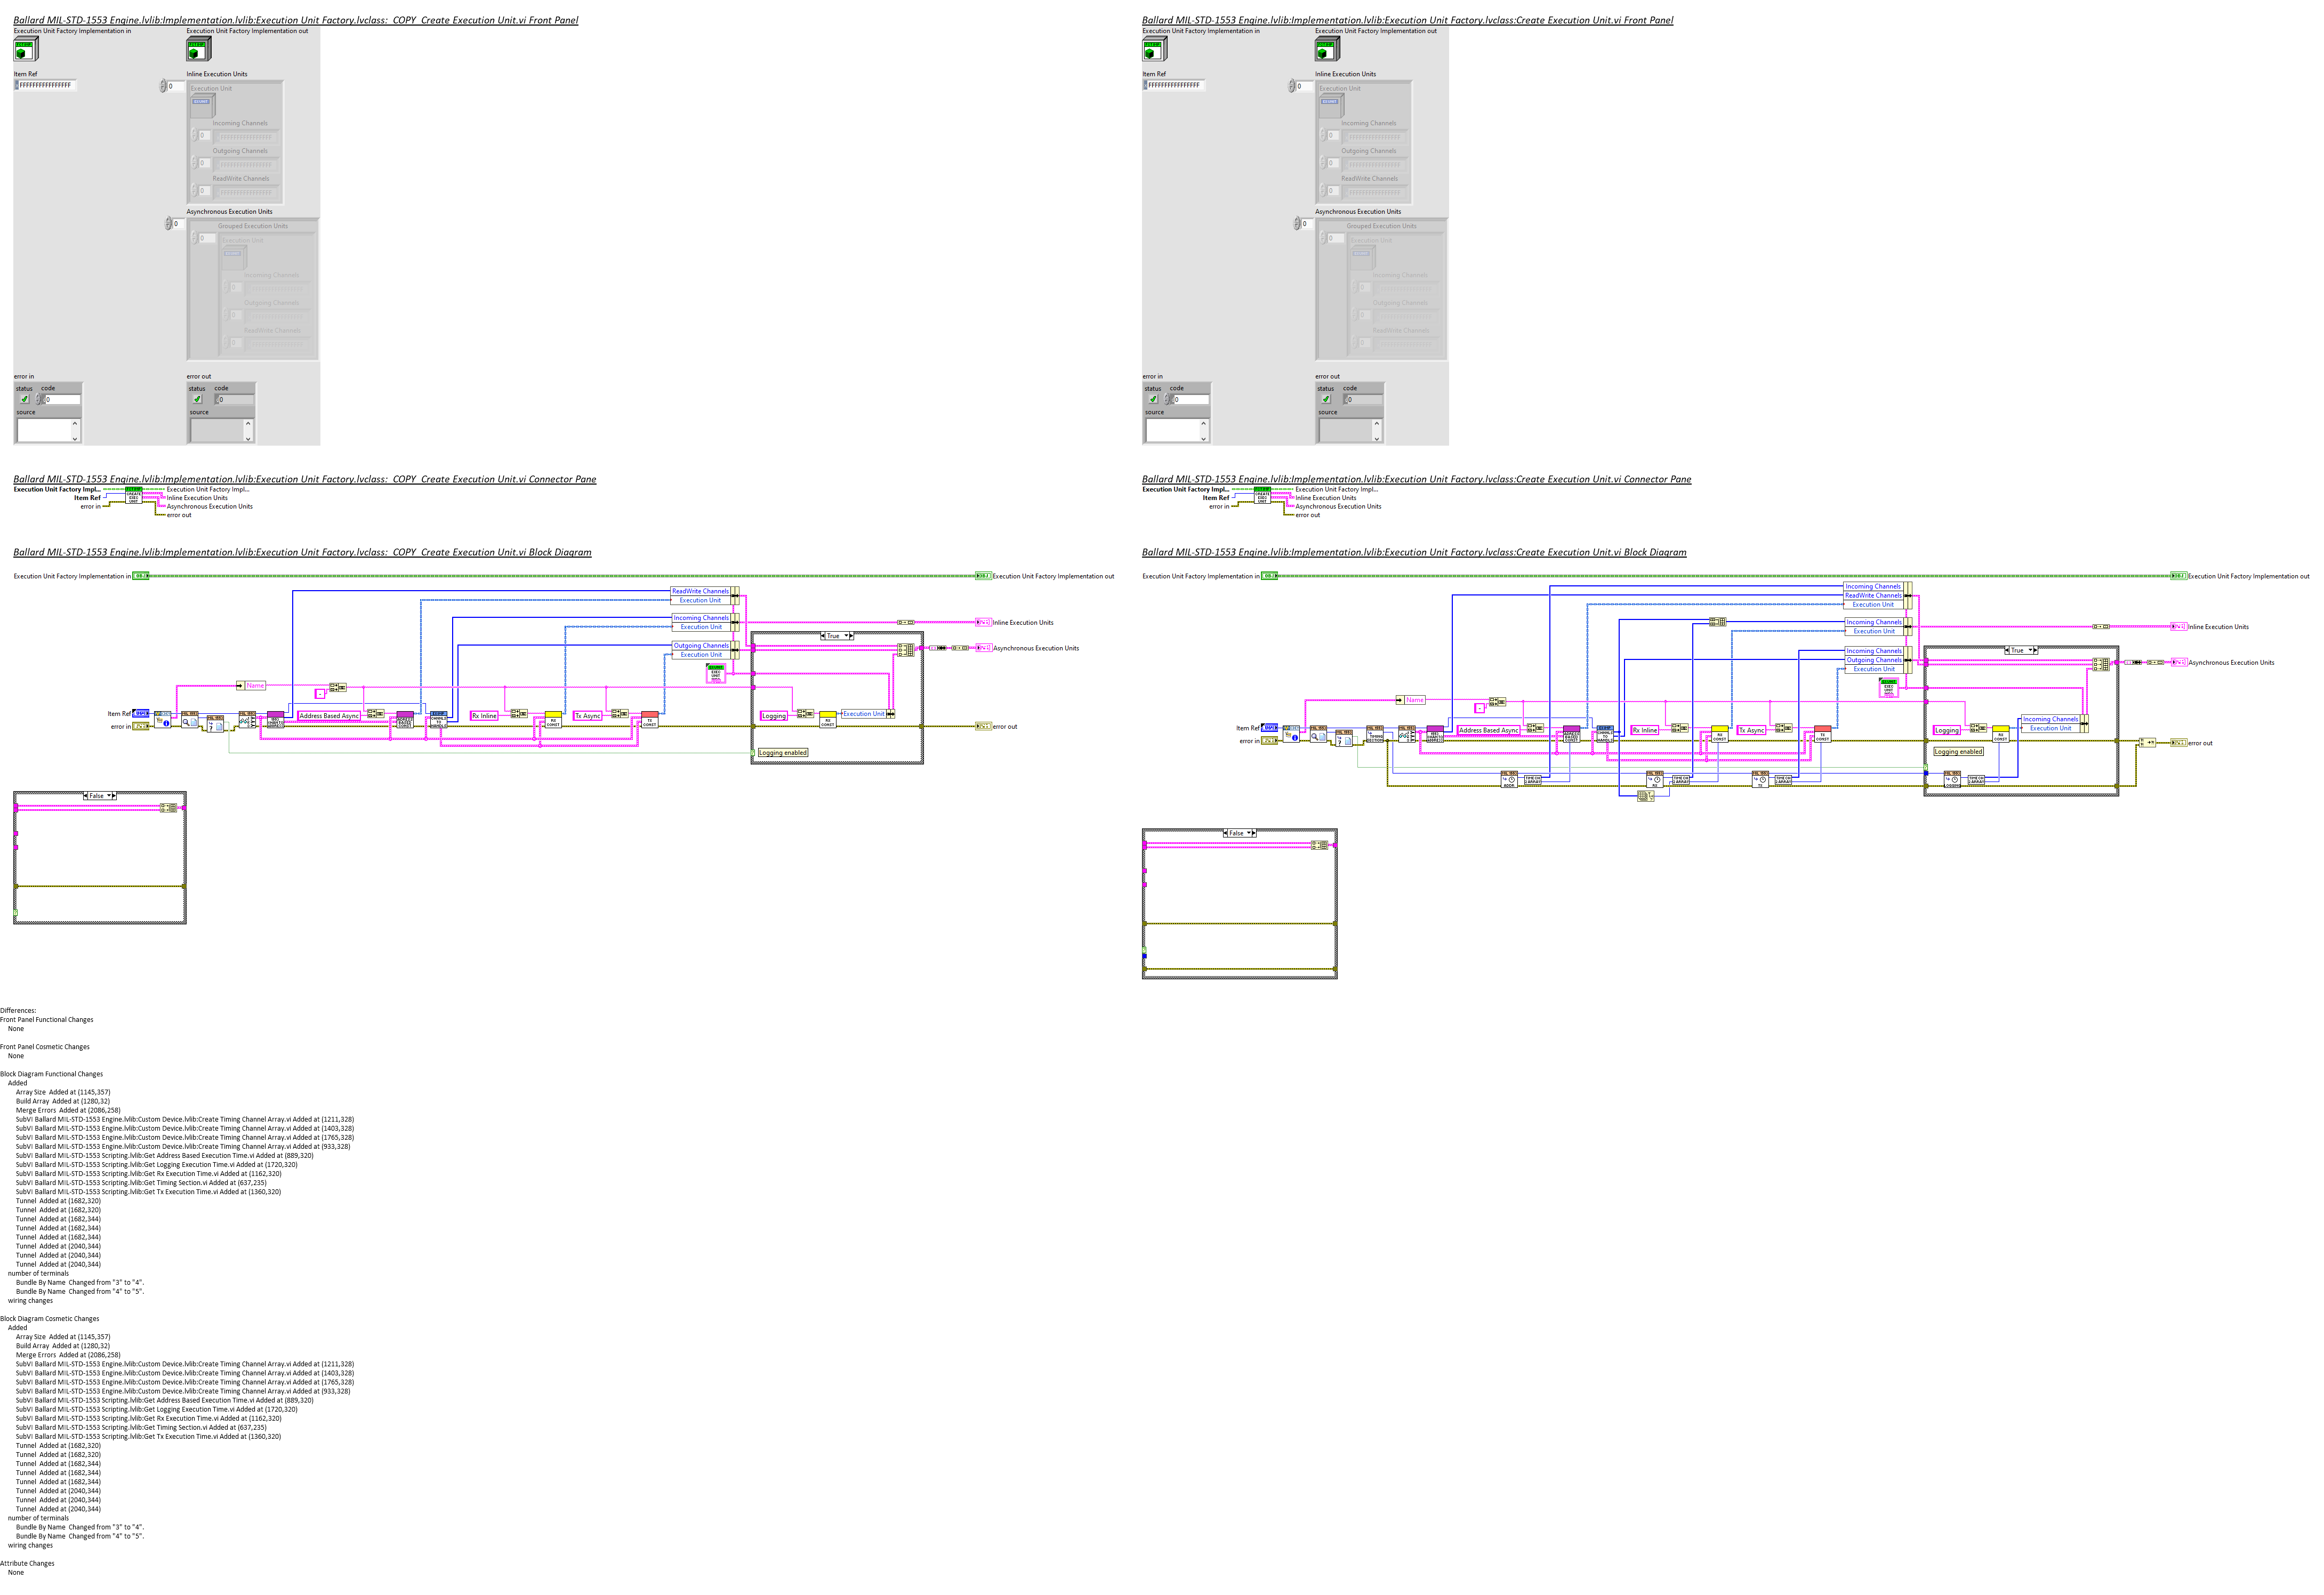 Ballard MIL-STD-1553 Engine.lvlib:Implementation.lvlib:Execution Unit Factory.lvclass:_COPY_Create Execution Unit.vi Front Panel
Execution Unit Factory Implementation in
Execution Unit Factory Implementation out
Item Ref
FFFFFFFFFFFFFFFF
Inline Execution Units
0
Execution Unit
Incoming Channels
0
Outgoing Channels
0
ReadWrite Channels
0
Asynchronous Execution Units
0
Grouped Execution Units
0
Execution Unit
Incoming Channels
0
Outgoing Channels
0
ReadWrite Channels
0
error in
status code
0
source
error out
status code
0
source
Ballard MIL-STD-1553 Engine.lvlib:Implementation.lvlib:Execution Unit Factory.lvclass:Create Execution Unit.vi Front Panel
Execution Unit Factory Implementation in
Execution Unit Factory Implementation out
Item Ref
FFFFFFFFFFFFFFFF
Inline Execution Units
0
Execution Unit
Incoming Channels
0
Outgoing Channels
0
ReadWrite Channels
0
Asynchronous Execution Units
0
Grouped Execution Units
0
Execution Unit
Incoming Channels
0
Outgoing Channels
0
ReadWrite Channels
0
error in
status code
0
source
error out
status code
0
source
Ballard MIL-STD-1553 Engine.lvlib:Implementation.lvlib:Execution Unit Factory.lvclass:_COPY_Create Execution Unit.vi Connector Pane
Execution Unit Factory Impl...
Item Ref
error in
CREATE EXEC UNIT
Execution Unit Factory Impl...
Inline Execution Units
Asynchronous Execution Units
error out
Ballard MIL-STD-1553 Engine.lvlib:Implementation.lvlib:Execution Unit Factory.lvclass:Create Execution Unit.vi Connector Pane
Execution Unit Factory Impl...
Item Ref
error in
CREATE EXEC UNIT
Execution Unit Factory Impl...
Inline Execution Units
Asynchronous Execution Units
error out
Ballard MIL-STD-1553 Engine.lvlib:Implementation.lvlib:Execution Unit Factory.lvclass:_COPY_Create Execution Unit.vi Block Diagram
Execution Unit Factory Implementation in
Execution Unit Factory Implementation out
ReadWrite Channels
Execution Unit
Incoming Channels
Execution Unit
Outgoing Channels
Execution Unit
Inline Execution Units
True
Asynchronous Execution Units
Name
-
Item Ref
error in
Address Based Async
Rx Inline
Tx Async
Logging
Execution Unit
error out
Logging enabled
False
Ballard MIL-STD-1553 Engine.lvlib:Implementation.lvlib:Execution Unit Factory.lvclass:Create Execution Unit.vi Block Diagram
Execution Unit Factory Implementation in
Execution Unit Factory Implementation out
Incoming Channels
ReadWrite Channels
Execution Unit
Incoming Channels
Execution Unit
Incoming Channels
Outgoing Channels
Execution Unit
Inline Execution Units
True
Asynchronous Execution Units
Name
-
Item Ref
error in
Address Based Async
Rx Inline
Tx Async
Logging
Incoming Channels
Execution Unit
error out
Logging enabled
False
Differences:
Front Panel Functional Changes
None
Front Panel Cosmetic Changes
None
Block Diagram Functional Changes
Added
Array Size Added at (1145,357)
Build Array Added at (1280,32)
Merge Errors Added at (2086,258)
SubVI Ballard MIL-STD-1553 Engine.lvlib:Custom Device.lvlib:Create Timing Channel Array.vi Added at (1211,328)
SubVI Ballard MIL-STD-1553 Engine.lvlib:Custom Device.lvlib:Create Timing Channel Array.vi Added at (1403,328)
SubVI Ballard MIL-STD-1553 Engine.lvlib:Custom Device.lvlib:Create Timing Channel Array.vi Added at (1765,328)
SubVI Ballard MIL-STD-1553 Engine.lvlib:Custom Device.lvlib:Create Timing Channel Array.vi Added at (933,328)
SubVI Ballard MIL-STD-1553 Scripting.lvlib:Get Address Based Execution Time.vi Added at (889,320)
SubVI Ballard MIL-STD-1553 Scripting.lvlib:Get Logging Execution Time.vi Added at (1720,320)
SubVI Ballard MIL-STD-1553 Scripting.lvlib:Get Rx Execution Time.vi Added at (1162,320)
SubVI Ballard MIL-STD-1553 Scripting.lvlib:Get Timing Section.vi Added at (637,235)
SubVI Ballard MIL-STD-1553 Scripting.lvlib:Get Tx Execution Time.vi Added at (1360,320)
Tunnel Added at (1682,320)
Tunnel Added at (1682,320)
Tunnel Added at (1682,344)
Tunnel Added at (1682,344)
Tunnel Added at (1682,344)
Tunnel Added at (2040,344)
Tunnel Added at (2040,344)
Tunnel Added at (2040,344)
number of terminals
Bundle By Name Changed from "3" to "4".
Bundle By Name Changed from "4" to "5".
wiring changes
Block Diagram Cosmetic Changes
Added
Array Size Added at (1145,357)
Build Array Added at (1280,32)
Merge Errors Added at (2086,258)
SubVI Ballard MIL-STD-1553 Engine.lvlib:Custom Device.lvlib:Create Timing Channel Array.vi Added at (1211,328)
SubVI Ballard MIL-STD-1553 Engine.lvlib:Custom Device.lvlib:Create Timing Channel Array.vi Added at (1403,328)
SubVI Ballard MIL-STD-1553 Engine.lvlib:Custom Device.lvlib:Create Timing Channel Array.vi Added at (1765,328)
SubVI Ballard MIL-STD-1553 Engine.lvlib:Custom Device.lvlib:Create Timing Channel Array.vi Added at (933,328)
SubVI Ballard MIL-STD-1553 Scripting.lvlib:Get Address Based Execution Time.vi Added at (889,320)
SubVI Ballard MIL-STD-1553 Scripting.lvlib:Get Logging Execution Time.vi Added at (1720,320)
SubVI Ballard MIL-STD-1553 Scripting.lvlib:Get Rx Execution Time.vi Added at (1162,320)
SubVI Ballard MIL-STD-1553 Scripting.lvlib:Get Timing Section.vi Added at (637,235)
SubVI Ballard MIL-STD-1553 Scripting.lvlib:Get Tx Execution Time.vi Added at (1360,320)
Tunnel Added at (1682,320)
Tunnel Added at (1682,320)
Tunnel Added at (1682,344)
Tunnel Added at (1682,344)
Tunnel Added at (1682,344)
Tunnel Added at (2040,344)
Tunnel Added at (2040,344)
Tunnel Added at (2040,344)
number of terminals
Bundle By Name Changed from "3" to "4".
Bundle By Name Changed from "4" to "5".
wiring changes
Attribute Changes
None